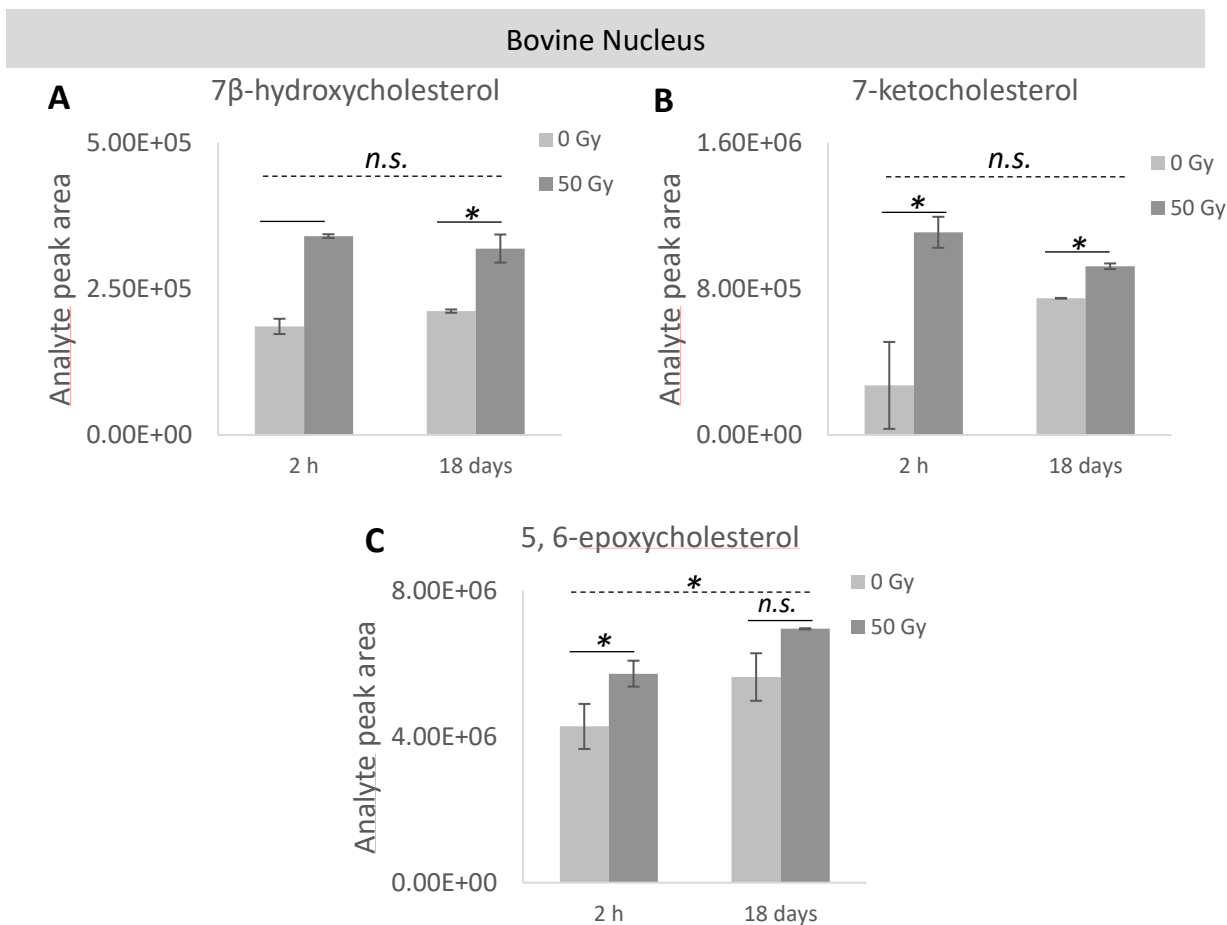 Bovine Nucleus
A
7β-hydroxycholesterol
5.00E+05
2.50E+05
0.00E+00
Analyte peak area
n.s.
*
0 Gy
50 Gy
2 h
18 days
B
7-ketocholesterol
1.60E+06
8.00E+05
0.00E+00
Analyte peak area
n.s.
*
*
0 Gy
50 Gy
2 h
18 days
C
5, 6-epoxycholesterol
8.00E+06
4.00E+06
0.00E+00
Analyte peak area
*
n.s.
*
0 Gy
50 Gy
2 h
18 days